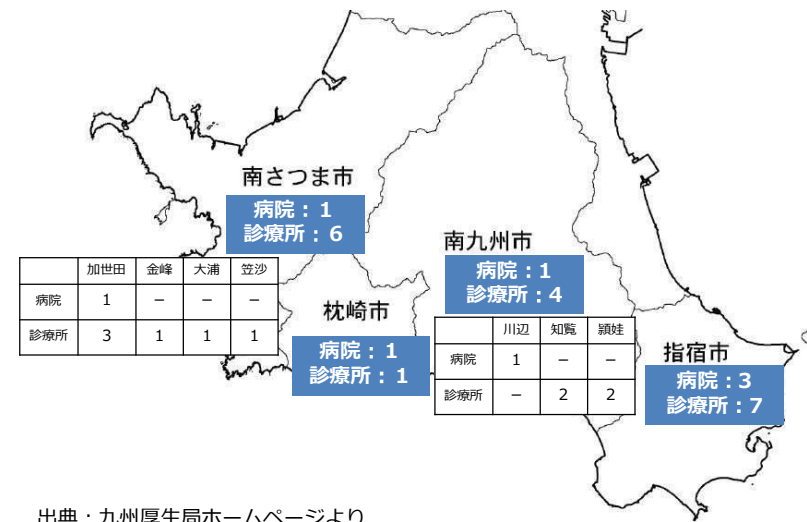 南さつま市
病院：1
診療所：6
加世田 金峰 大浦 笠沙
病院 1 － － －
診療所 3 1 1 1
南九州市
病院：1
診療所：4
川辺 知覧 頴娃
病院 1 － －
診療所 － 2 2
枕崎市
病院：1
診療所：1
指宿市
病院：3
診療所：7
出典：九州厚生局ホームページより